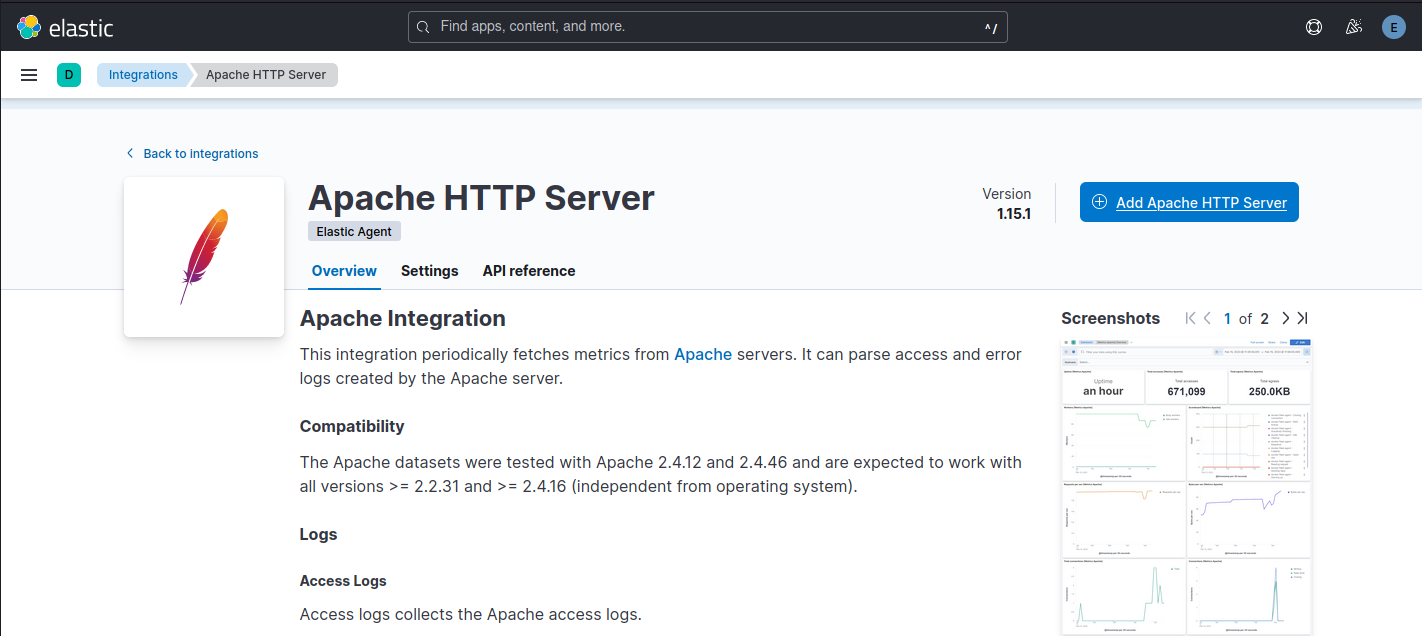 elastic
Find apps, content, and more.
^/
E
D
Integrations
Apache HTTP Server
Back to integrations
Apache HTTP Server
Elastic Agent
Version
1.15.1
Add Apache HTTP Server
Overview
Settings
API reference
Apache Integration
This integration periodically fetches metrics from Apache servers. It can parse access and error
logs created by the Apache server.
Compatibility
The Apache datasets were tested with Apache 2.4.12 and 2.4.46 and are expected to work with
all versions >= 2.2.31 and >= 2.4.16 (independent from operating system).
Logs
Access Logs
Access logs collects the Apache access logs.
Screenshots
1 of 2
Uptime
an hour
Total accesses
671,099
250.0KB